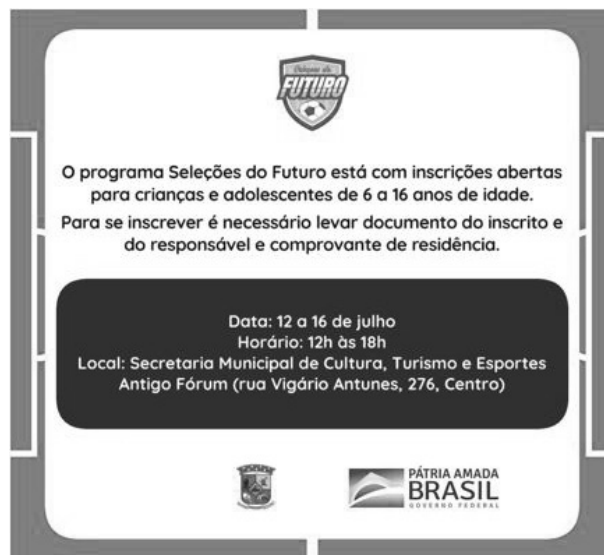 Seleções do
FUTURO
O programa Seleções do Futuro está com inscrições abertas
para crianças e adolescentes de 6 a 16 anos de idade.
Para se inscrever é necessário levar documento do inscrito e
do responsável e comprovante de residência.
Data: 12 a 16 de julho
Horário: 12h às 18h
Local: Secretaria Municipal de Cultura, Turismo e Esportes
Antigo Fórum (rua Vigário Antunes, 276, Centro)
PÁTRIA AMADA
BRASIL
GOVERNO FEDERAL